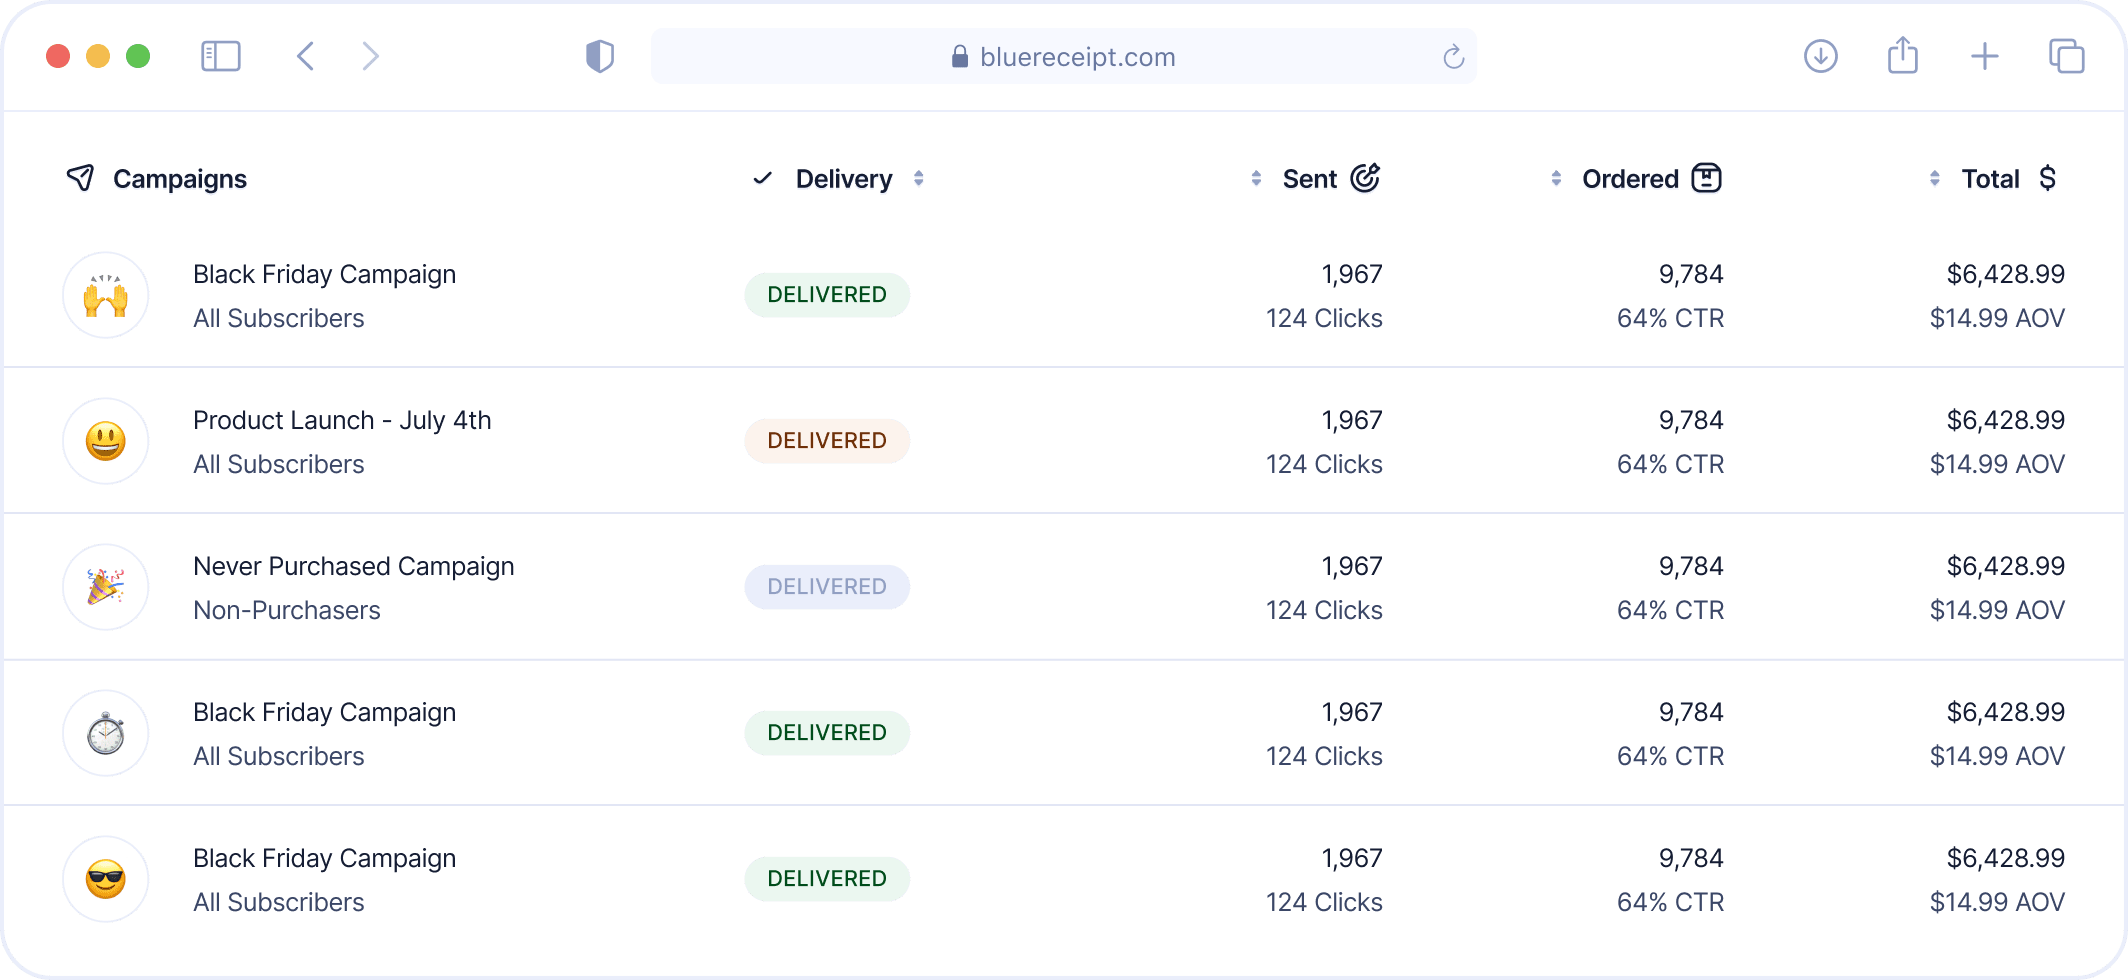 bluereceipt.com
Campaigns Delivery Sent Ordered Total $
Black Friday Campaign DELIVERED 1,967 9,784 $6,428.99
All Subscribers 124 Clicks 64% CTR $14.99 AOV
Product Launch - July 4th DELIVERED 1,967 9,784 $6,428.99
All Subscribers 124 Clicks 64% CTR $14.99 AOV
Never Purchased Campaign DELIVERED 1,967 9,784 $6,428.99
Non-Purchasers 124 Clicks 64% CTR $14.99 AOV
Black Friday Campaign DELIVERED 1,967 9,784 $6,428.99
All Subscribers 124 Clicks 64% CTR $14.99 AOV
Black Friday Campaign DELIVERED 1,967 9,784 $6,428.99
All Subscribers 124 Clicks 64% CTR $14.99 AOV